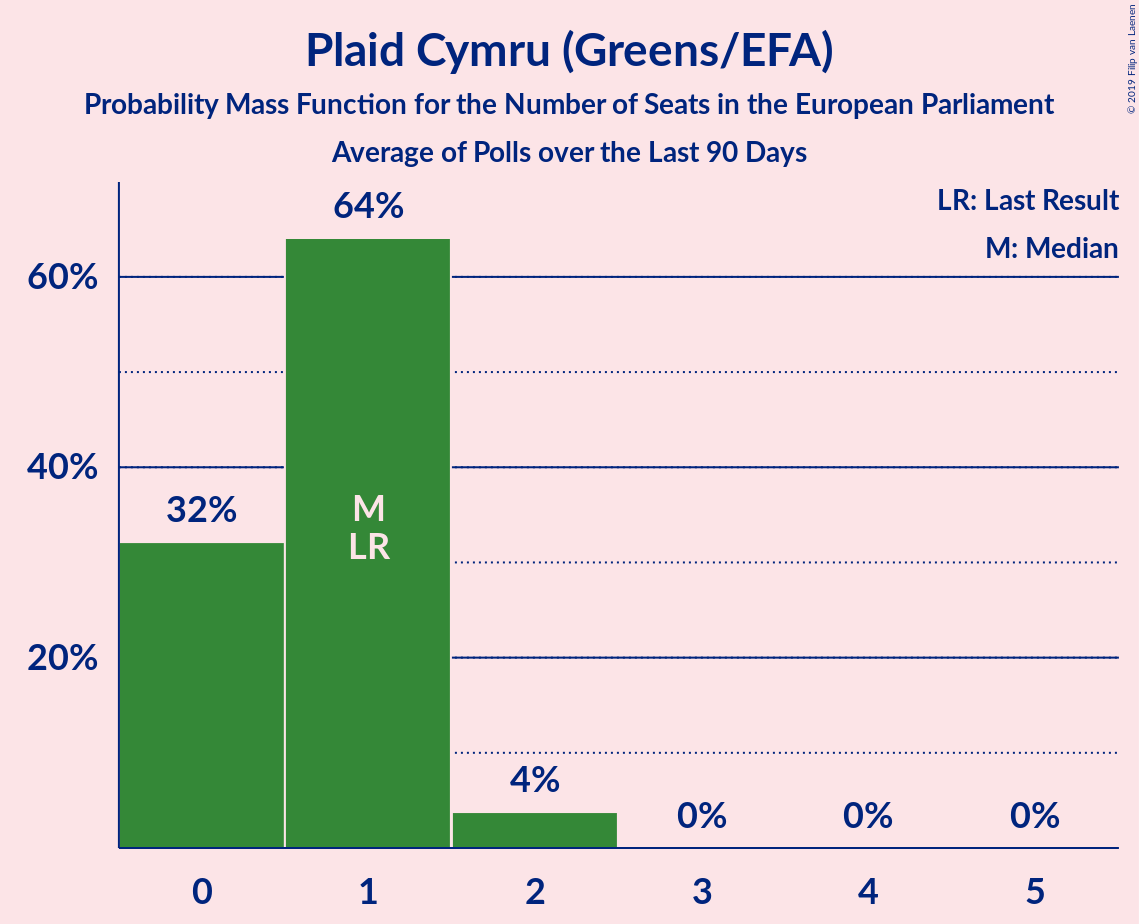 Plaid Cymru (Greens/EFA)
Probability Mass Function for the Number of Seats in the European Parliament
Average of Polls over the Last 90 Days
© 2019 Filip van Laenen
LR: Last Result
M: Median
64%
60%
40%
32%
M
LR
20%
4%
0%
0%
0%
0
1
2
3
4
5